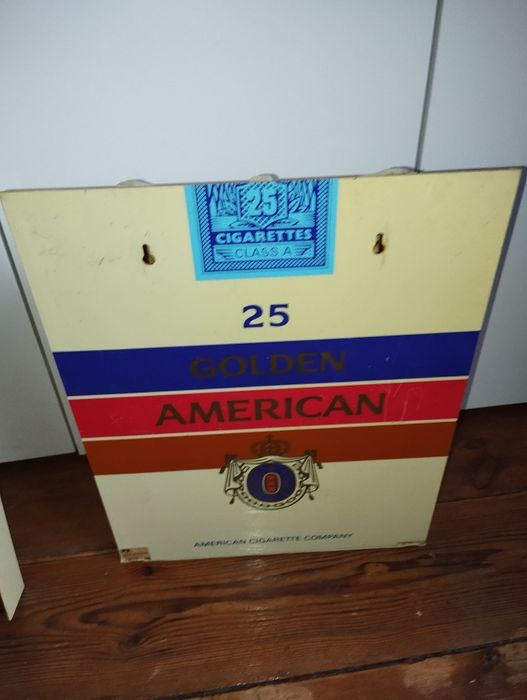 25
CIGARETTES
CLASS A
25
GOLDEN
AMERICAN
AMERICAN CIGARETTE COMPANY